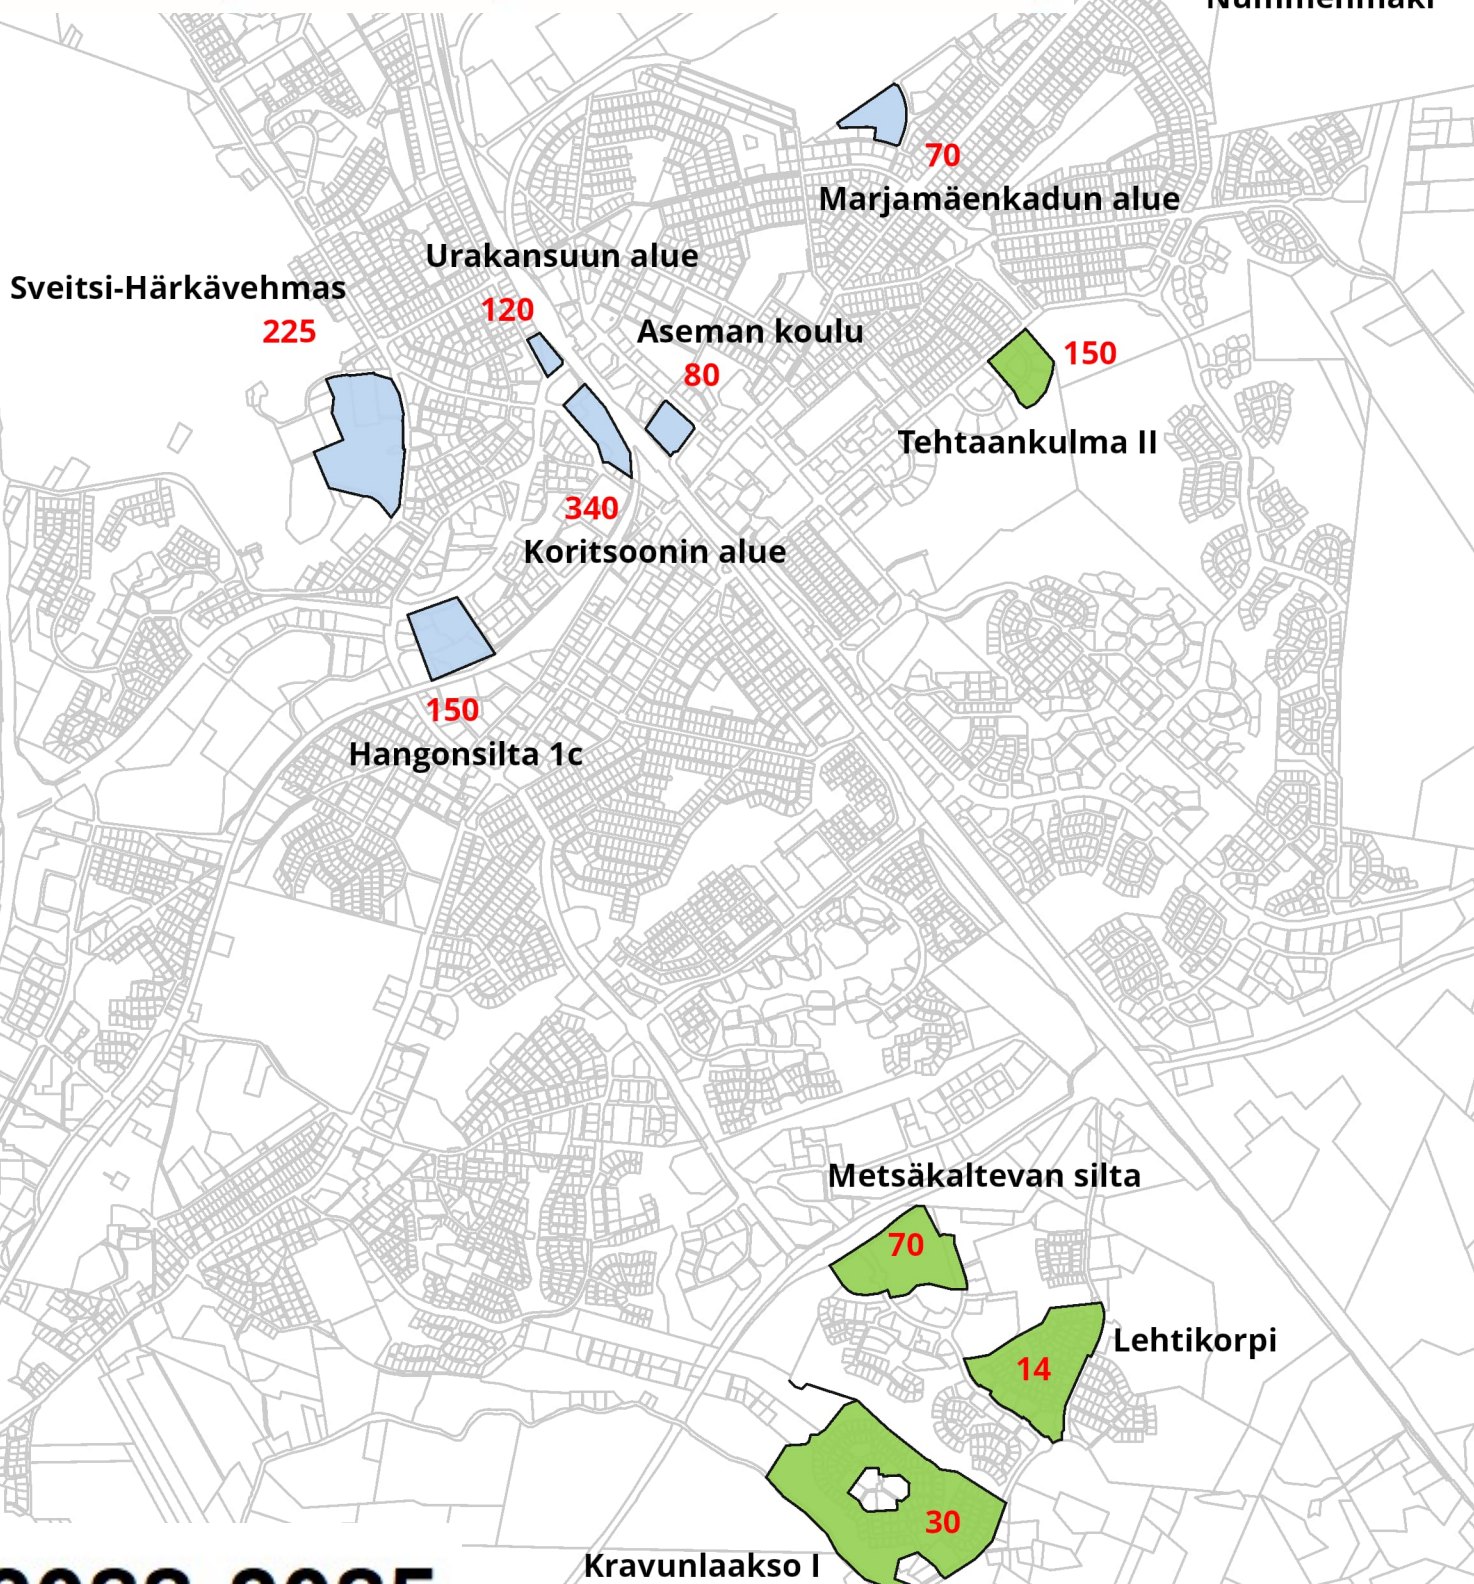 Nummenmäki
70
Marjamäenkadun alue
Urakansuun alue
Sveitsi-Härkävehmas
120
225
Aseman koulu
80
150
Tehtaankulma II
340
Koritsoonin alue
150
Hangonsilta 1c
Metsäkaltevan silta
70
Lehtikorpi
14
30
Kravunlaakso I